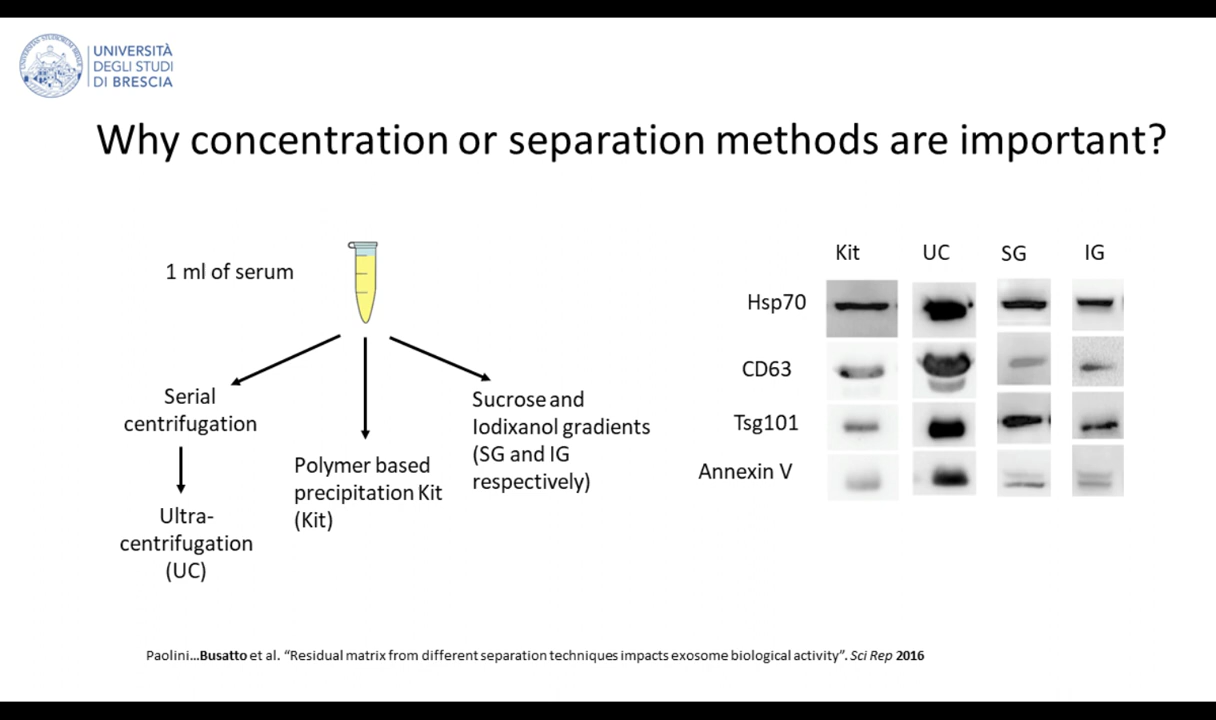 UNIVERSITÀ
DEGLI STUDI
DI BRESCIA
Why concentration or separation methods are important?
1 ml of serum
Serial
centrifugation
Ultra-
centrifugation
(UC)
Polymer based
precipitation Kit
(Kit)
Sucrose and
Iodixanol gradients
(SG and IG
respectively)
Kit UC SG IG
Hsp70
CD63
Tsg101
Annexin V
Paolini...Busatto et al. “Residual matrix from different separation techniques impacts exosome biological activity”. Sci Rep 2016